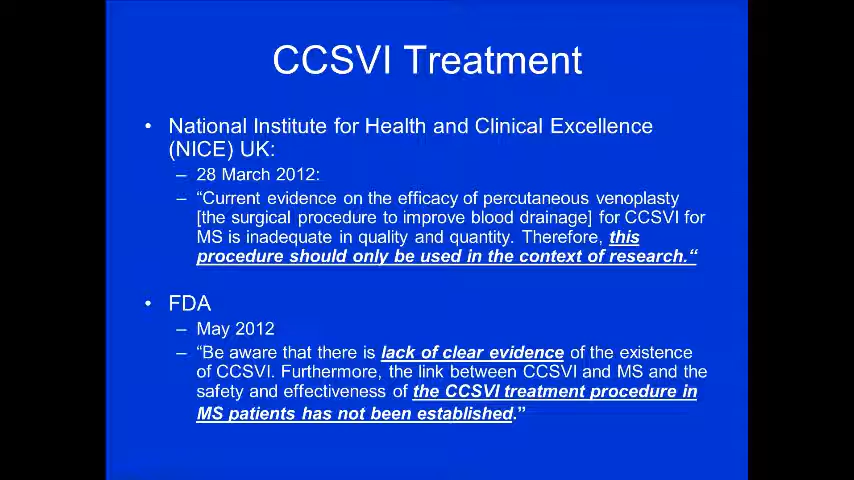 CCSVI Treatment
• National Institute for Health and Clinical Excellence
(NICE) UK:
– 28 March 2012:
– “Current evidence on the efficacy of percutaneous venoplasty
[the surgical procedure to improve blood drainage] for CCSVI for
MS is inadequate in quality and quantity. Therefore, this
procedure should only be used in the context of research.“
• FDA
– May 2012
– “Be aware that there is lack of clear evidence of the existence
of CCSVI. Furthermore, the link between CCSVI and MS and the
safety and effectiveness of the CCSVI treatment procedure in
MS patients has not been established.”